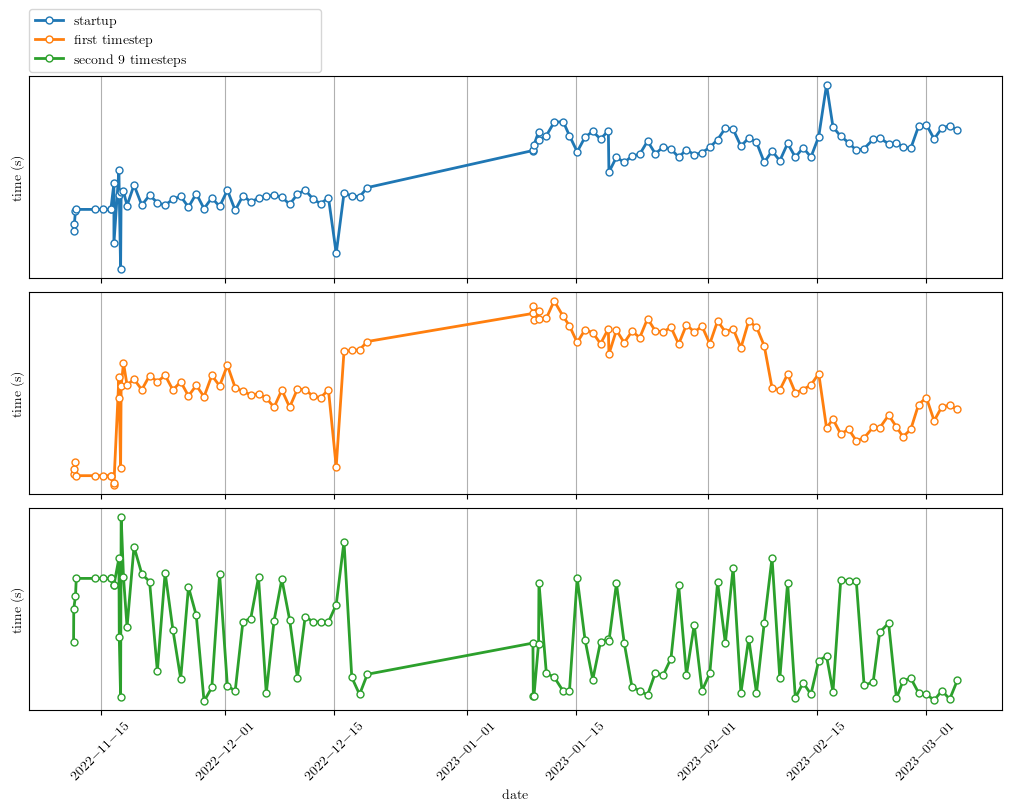 startup
first timestep
second 9 timesteps
time (s)
time (s)
time (s)
2022−11−15
2022−12−01
2022−12−15
2023−01−01
2023−01−15
2023−02−01
2023−02−15
2023−03−01
date